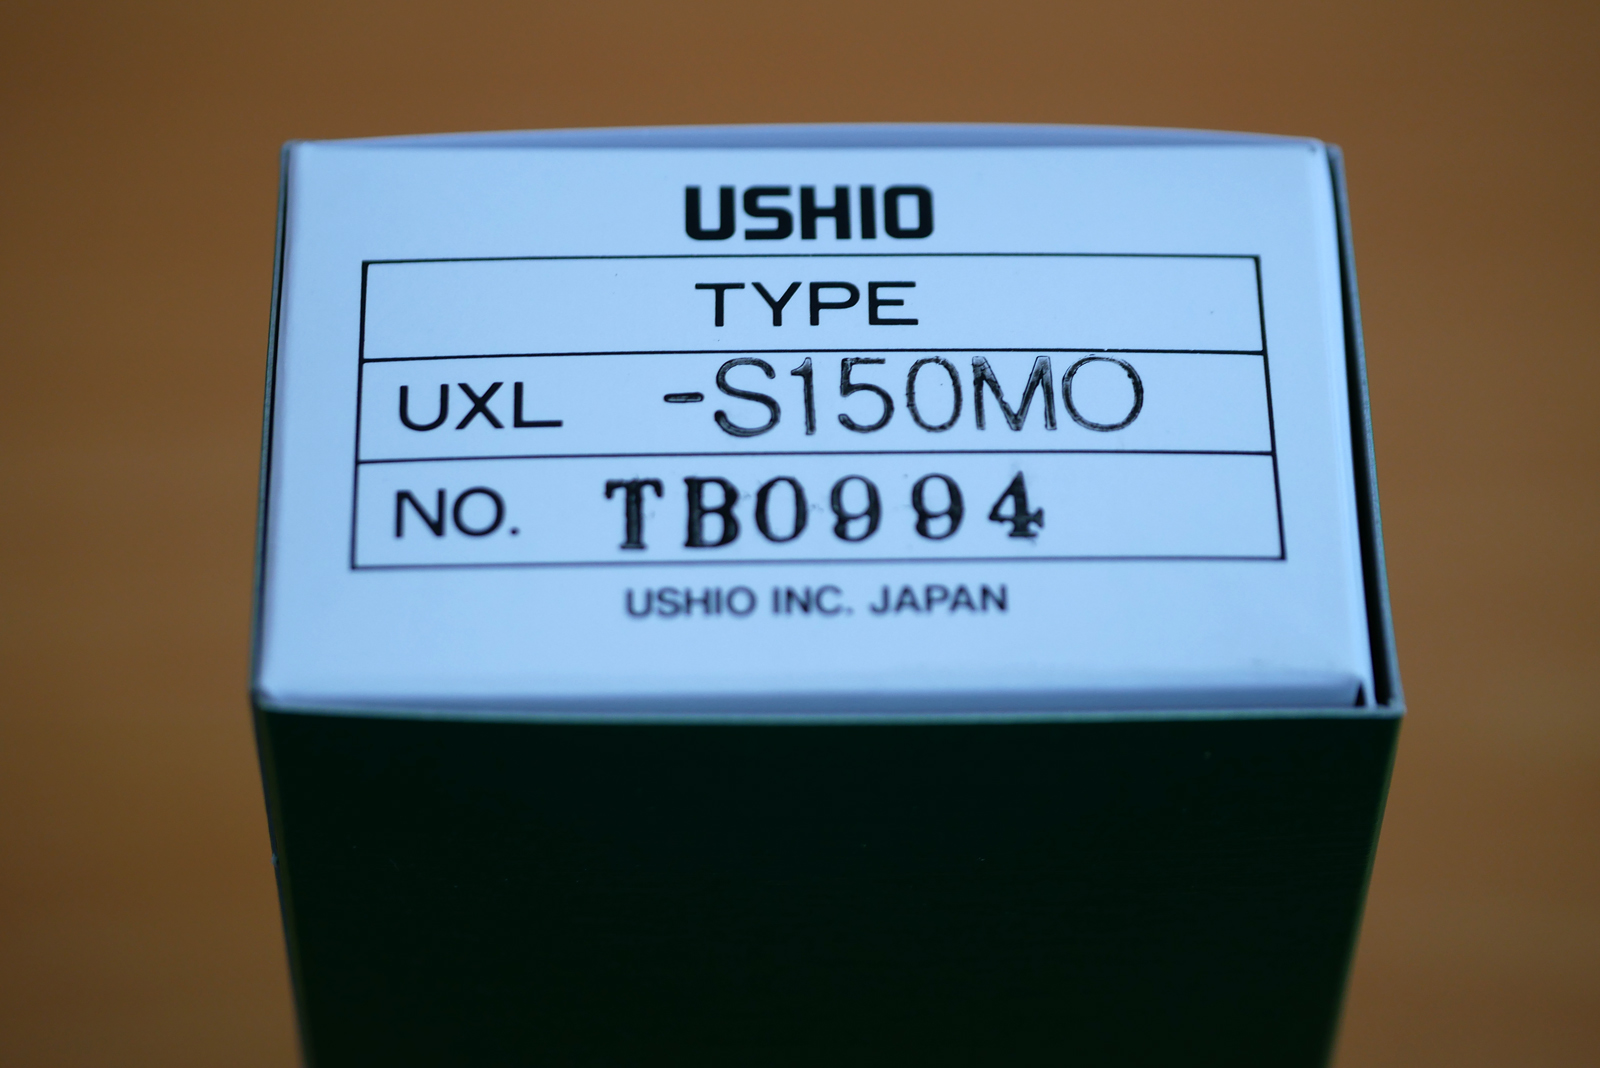 USHIO
TYPE
UXL -S150MO
NO. TB0994
USHIO INC. JAPAN